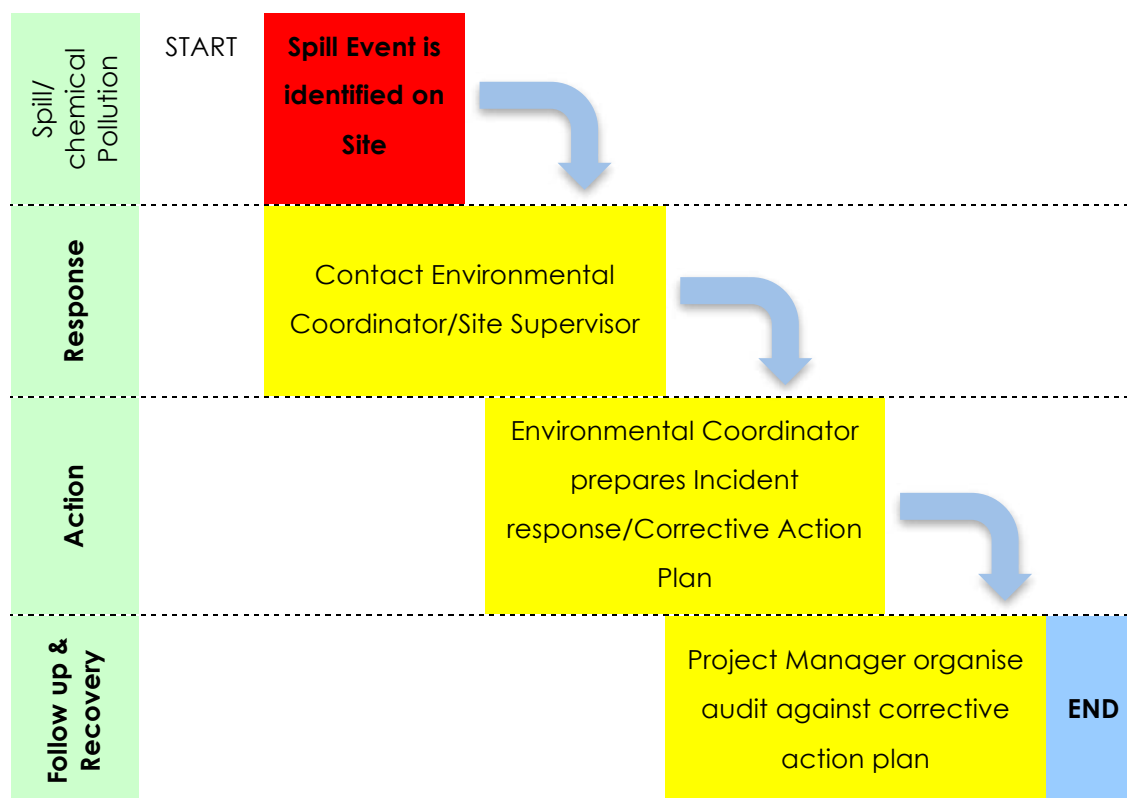 Spill/
chemical
Pollution
START
Spill Event is
identified on
Site
Response
Contact Environmental
Coordinator/Site Supervisor
Action
Environmental Coordinator
prepares Incident
response/Corrective Action
Plan
Follow up &
Recovery
Project Manager organise
audit against corrective
action plan
END